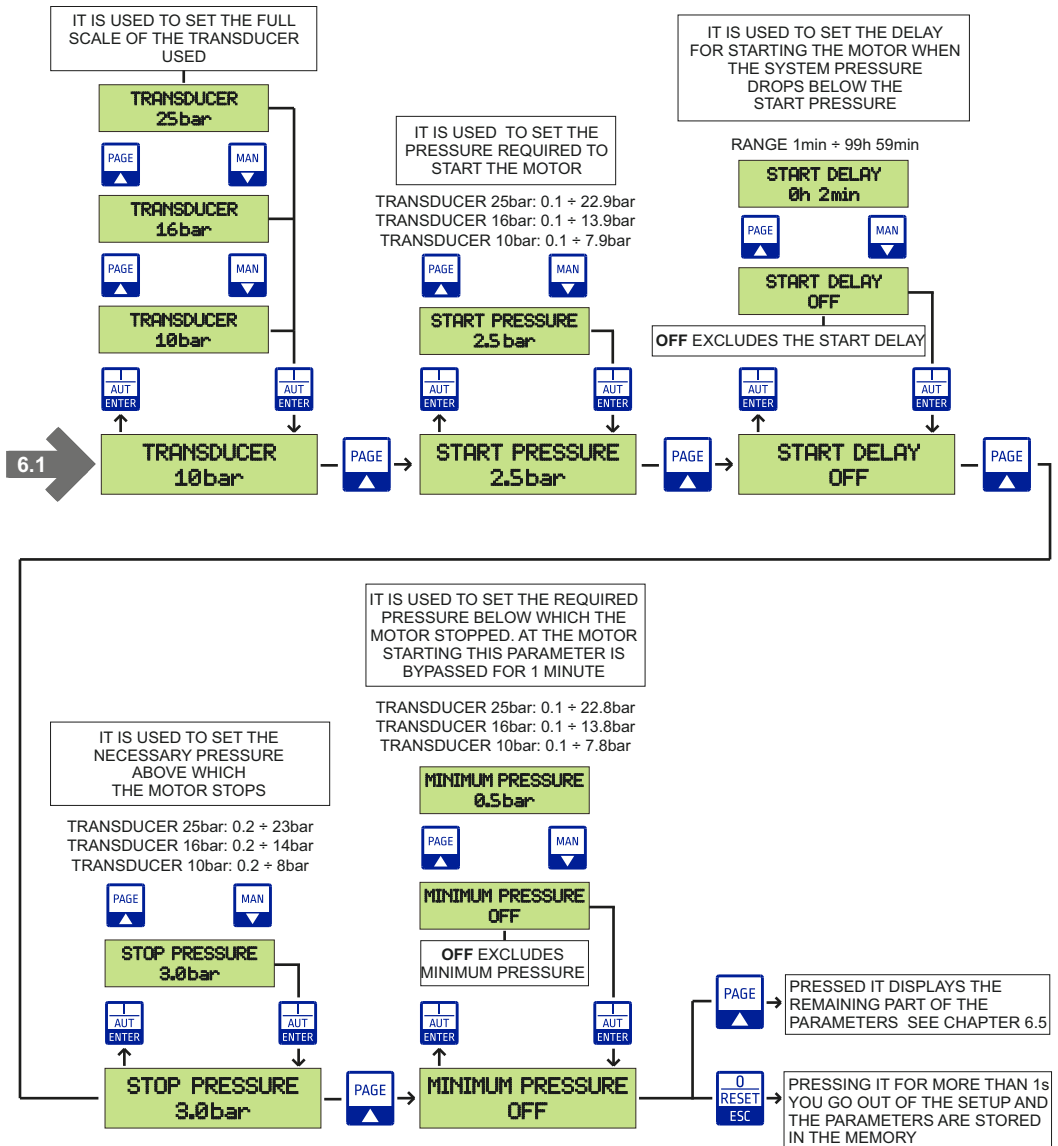 IT IS USED TO SET THE FULL
SCALE OF THE TRANSDUCER
USED
TRANSDUCER
25bar
PAGE
MAN
TRANSDUCER
16bar
PAGE
MAN
TRANSDUCER
10bar
AUT
ENTER
AUT
ENTER
6.1
TRANSDUCER
10bar
PAGE
IT IS USED TO SET THE
PRESSURE REQUIRED TO
START THE MOTOR
TRANSDUCER 25bar: 0.1 ÷ 22.9bar
TRANSDUCER 16bar: 0.1 ÷ 13.9bar
TRANSDUCER 10bar: 0.1 ÷ 7.9bar
PAGE
MAN
START PRESSURE
2.5bar
I
AUT
ENTER
I
AUT
ENTER
START PRESSURE
2.5bar
PAGE
IT IS USED TO SET THE DELAY
FOR STARTING THE MOTOR WHEN
THE SYSTEM PRESSURE
DROPS BELOW THE
START PRESSURE
RANGE 1min ÷ 99h 59min
START DELAY
0h 2min
PAGE
MAN
START DELAY
OFF
OFF EXCLUDES THE START DELAY
I
AUT
ENTER
I
AUT
ENTER
START DELAY
OFF
PAGE
IT IS USED TO SET THE
NECESSARY PRESSURE
ABOVE WHICH
THE MOTOR STOPS
TRANSDUCER 25bar: 0.2 ÷ 23bar
TRANSDUCER 16bar: 0.2 ÷ 14bar
TRANSDUCER 10bar: 0.2 ÷ 8bar
PAGE
MAN
STOP PRESSURE
3.0bar
I
AUT
ENTER
I
AUT
ENTER
STOP PRESSURE
3.0bar
PAGE
IT IS USED TO SET THE REQUIRED
PRESSURE BELOW WHICH THE
MOTOR STOPPED. AT THE MOTOR
STARTING THIS PARAMETER IS
BYPASSED FOR 1 MINUTE
TRANSDUCER 25bar: 0.1 ÷ 22.8bar
TRANSDUCER 16bar: 0.1 ÷ 13.8bar
TRANSDUCER 10bar: 0.1 ÷ 7.8bar
MINIMUM PRESSURE
0.5bar
PAGE
MAN
MINIMUM PRESSURE
OFF
OFF EXCLUDES
MINIMUM PRESSURE
I
AUT
ENTER
I
AUT
ENTER
MINIMUM PRESSURE
OFF
PAGE
PRESSED IT DISPLAYS THE
REMAINING PART OF THE
PARAMETERS SEE CHAPTER 6.5
0
RESET
ESC
PRESSING IT FOR MORE THAN 1s
YOU GO OUT OF THE SETUP AND
THE PARAMETERS ARE STORED
IN THE MEMORY